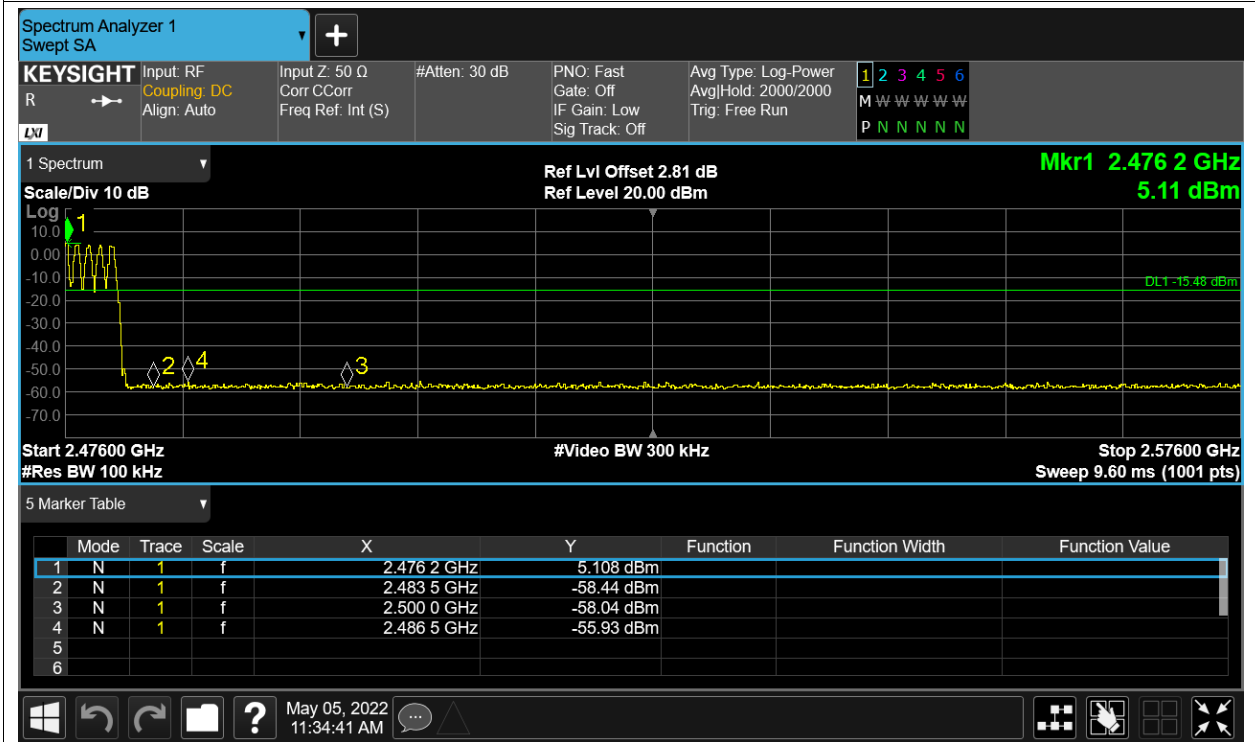 Spectrum Analyzer 1
Swept SA
KEYSIGHT
R
LXI
Input: RF
Coupling: DC
Align: Auto
Input Z: 50 Ω
Corr CCorr
Freq Ref: Int (S)
#Atten: 30 dB
PNO: Fast
Gate: Off
IF Gain: Low
Sig Track: Off
Avg Type: Log-Power
Avg|Hold: 2000/2000
Trig: Free Run
1 2 3 4 5 6
M W W W W W
P N N N N N
1 Spectrum
Scale/Div 10 dB
Ref Lvl Offset 2.81 dB
Ref Level 20.00 dBm
Mkr1 2.476 2 GHz
5.11 dBm
Log
10.0
0.00
-10.0
-20.0
-30.0
-40.0
-50.0
-60.0
-70.0
1
2
4
3
DL1 -15.48 dBm
Start 2.47600 GHz
#Res BW 100 kHz
#Video BW 300 kHz
Stop 2.57600 GHz
Sweep 9.60 ms (1001 pts)
5 Marker Table
Mode Trace Scale X Y Function Function Width Function Value
1 N 1 f 2.476 2 GHz 5.108 dBm
2 N 1 f 2.483 5 GHz -58.44 dBm
3 N 1 f 2.500 0 GHz -58.04 dBm
4 N 1 f 2.486 5 GHz -55.93 dBm
5
6
?
May 05, 2022
11:34:41 AM